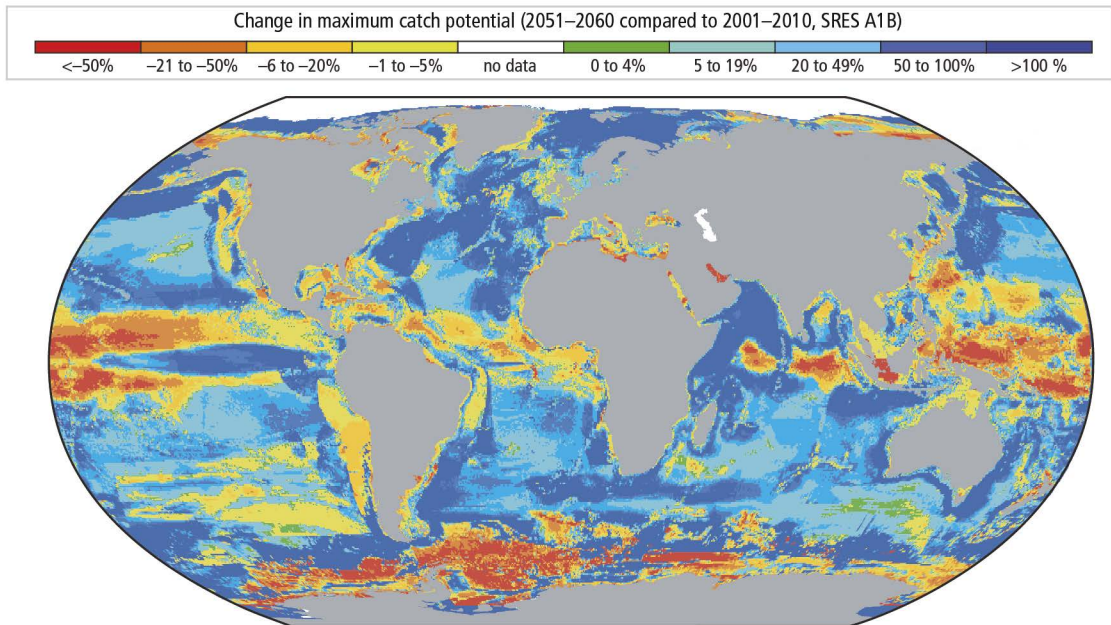 Change in maximum catch potential (2051–2060 compared to 2001–2010, SRES A1B)
<–50% –21 to –50% –6 to –20% –1 to –5% no data 0 to 4% 5 to 19% 20 to 49% 50 to 100% >100 %